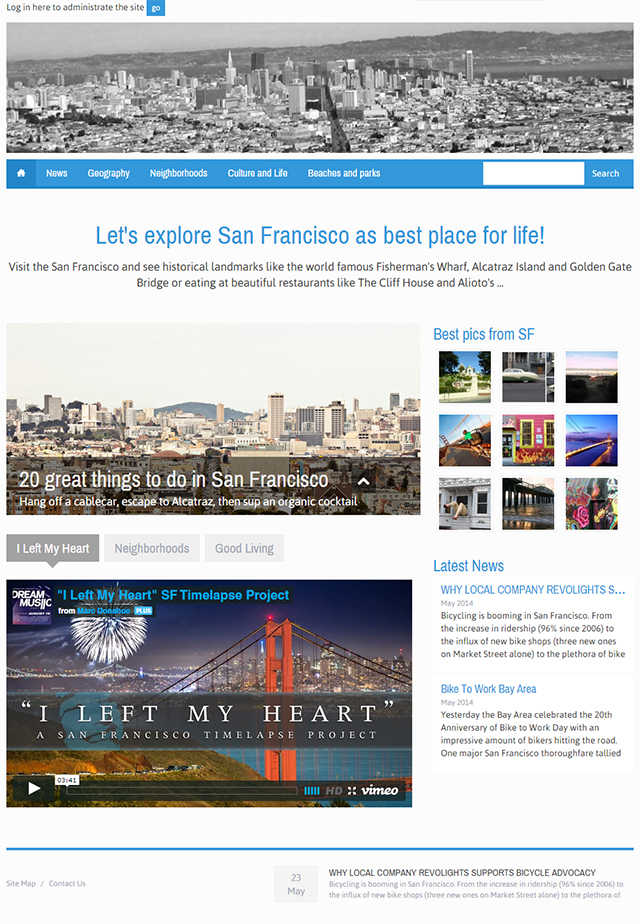 Log in here to administrate the site go
News Geography Neighborhoods Culture and Life Beaches and parks Search
Let's explore San Francisco as best place for life!
Visit the San Francisco and see historical landmarks like the world famous Fisherman's Wharf, Alcatraz Island and Golden Gate
Bridge or eating at beautiful restaurants like The Cliff House and Alioto's ...
20 great things to do in San Francisco
Hang off a cablecar, escape to Alcatraz, then sup an organic cocktail
I Left My Heart Neighborhoods Good Living
DREAM
MUSIC
AUGUST 16
"I Left My Heart" SF Timelapse Project
from Marc Donahue PLUS
“I LEFT MY HEART”
A SAN FRANCISCO TIMELAPSE PROJECT
03:41
HD vimeo
Best pics from SF
Latest News
WHY LOCAL COMPANY REVOLIGHTS S...
May 2014
Bicycling is booming in San Francisco. From
the increase in ridership (96% since 2006) to
the influx of new bike shops (three new ones
on Market Street alone) to the plethora of bike
Bike To Work Bay Area
May 2014
Yesterday the Bay Area celebrated the 20th
Anniversary of Bike to Work Day with an
impressive amount of bikers hitting the road.
One major San Francisco thoroughfare tallied
Site Map / Contact Us
23
May
WHY LOCAL COMPANY REVOLIGHTS SUPPORTS BICYCLE ADVOCACY
Bicycling is booming in San Francisco. From the increase in ridership (96% since 2006) to
the influx of new bike shops (three new ones on Market Street alone) to the plethora of